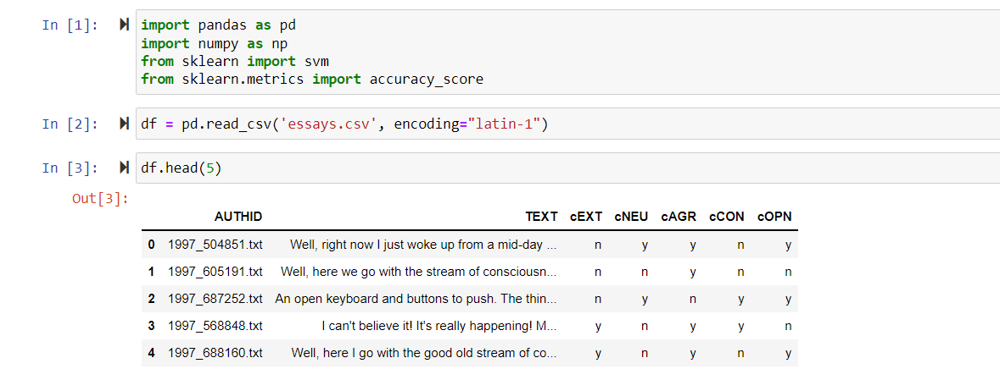 In [1]: import pandas as pd
import numpy as np
from sklearn import svm
from sklearn.metrics import accuracy_score
In [2]: df = pd.read_csv('essays.csv', encoding="latin-1")
In [3]: df.head(5)
Out[3]:
AUTHID TEXT cEXT cNEU cAGR cCON cOPN
0 1997_504851.txt Well, right now I just woke up from a mid-day ... n y y n y
1 1997_605191.txt Well, here we go with the stream of consciousn... n n y n n
2 1997_687252.txt An open keyboard and buttons to push. The thin... n y n y y
3 1997_568848.txt I can't believe it! It's really happening! M... y n y y n
4 1997_688160.txt Well, here I go with the good old stream of co... y n y n y